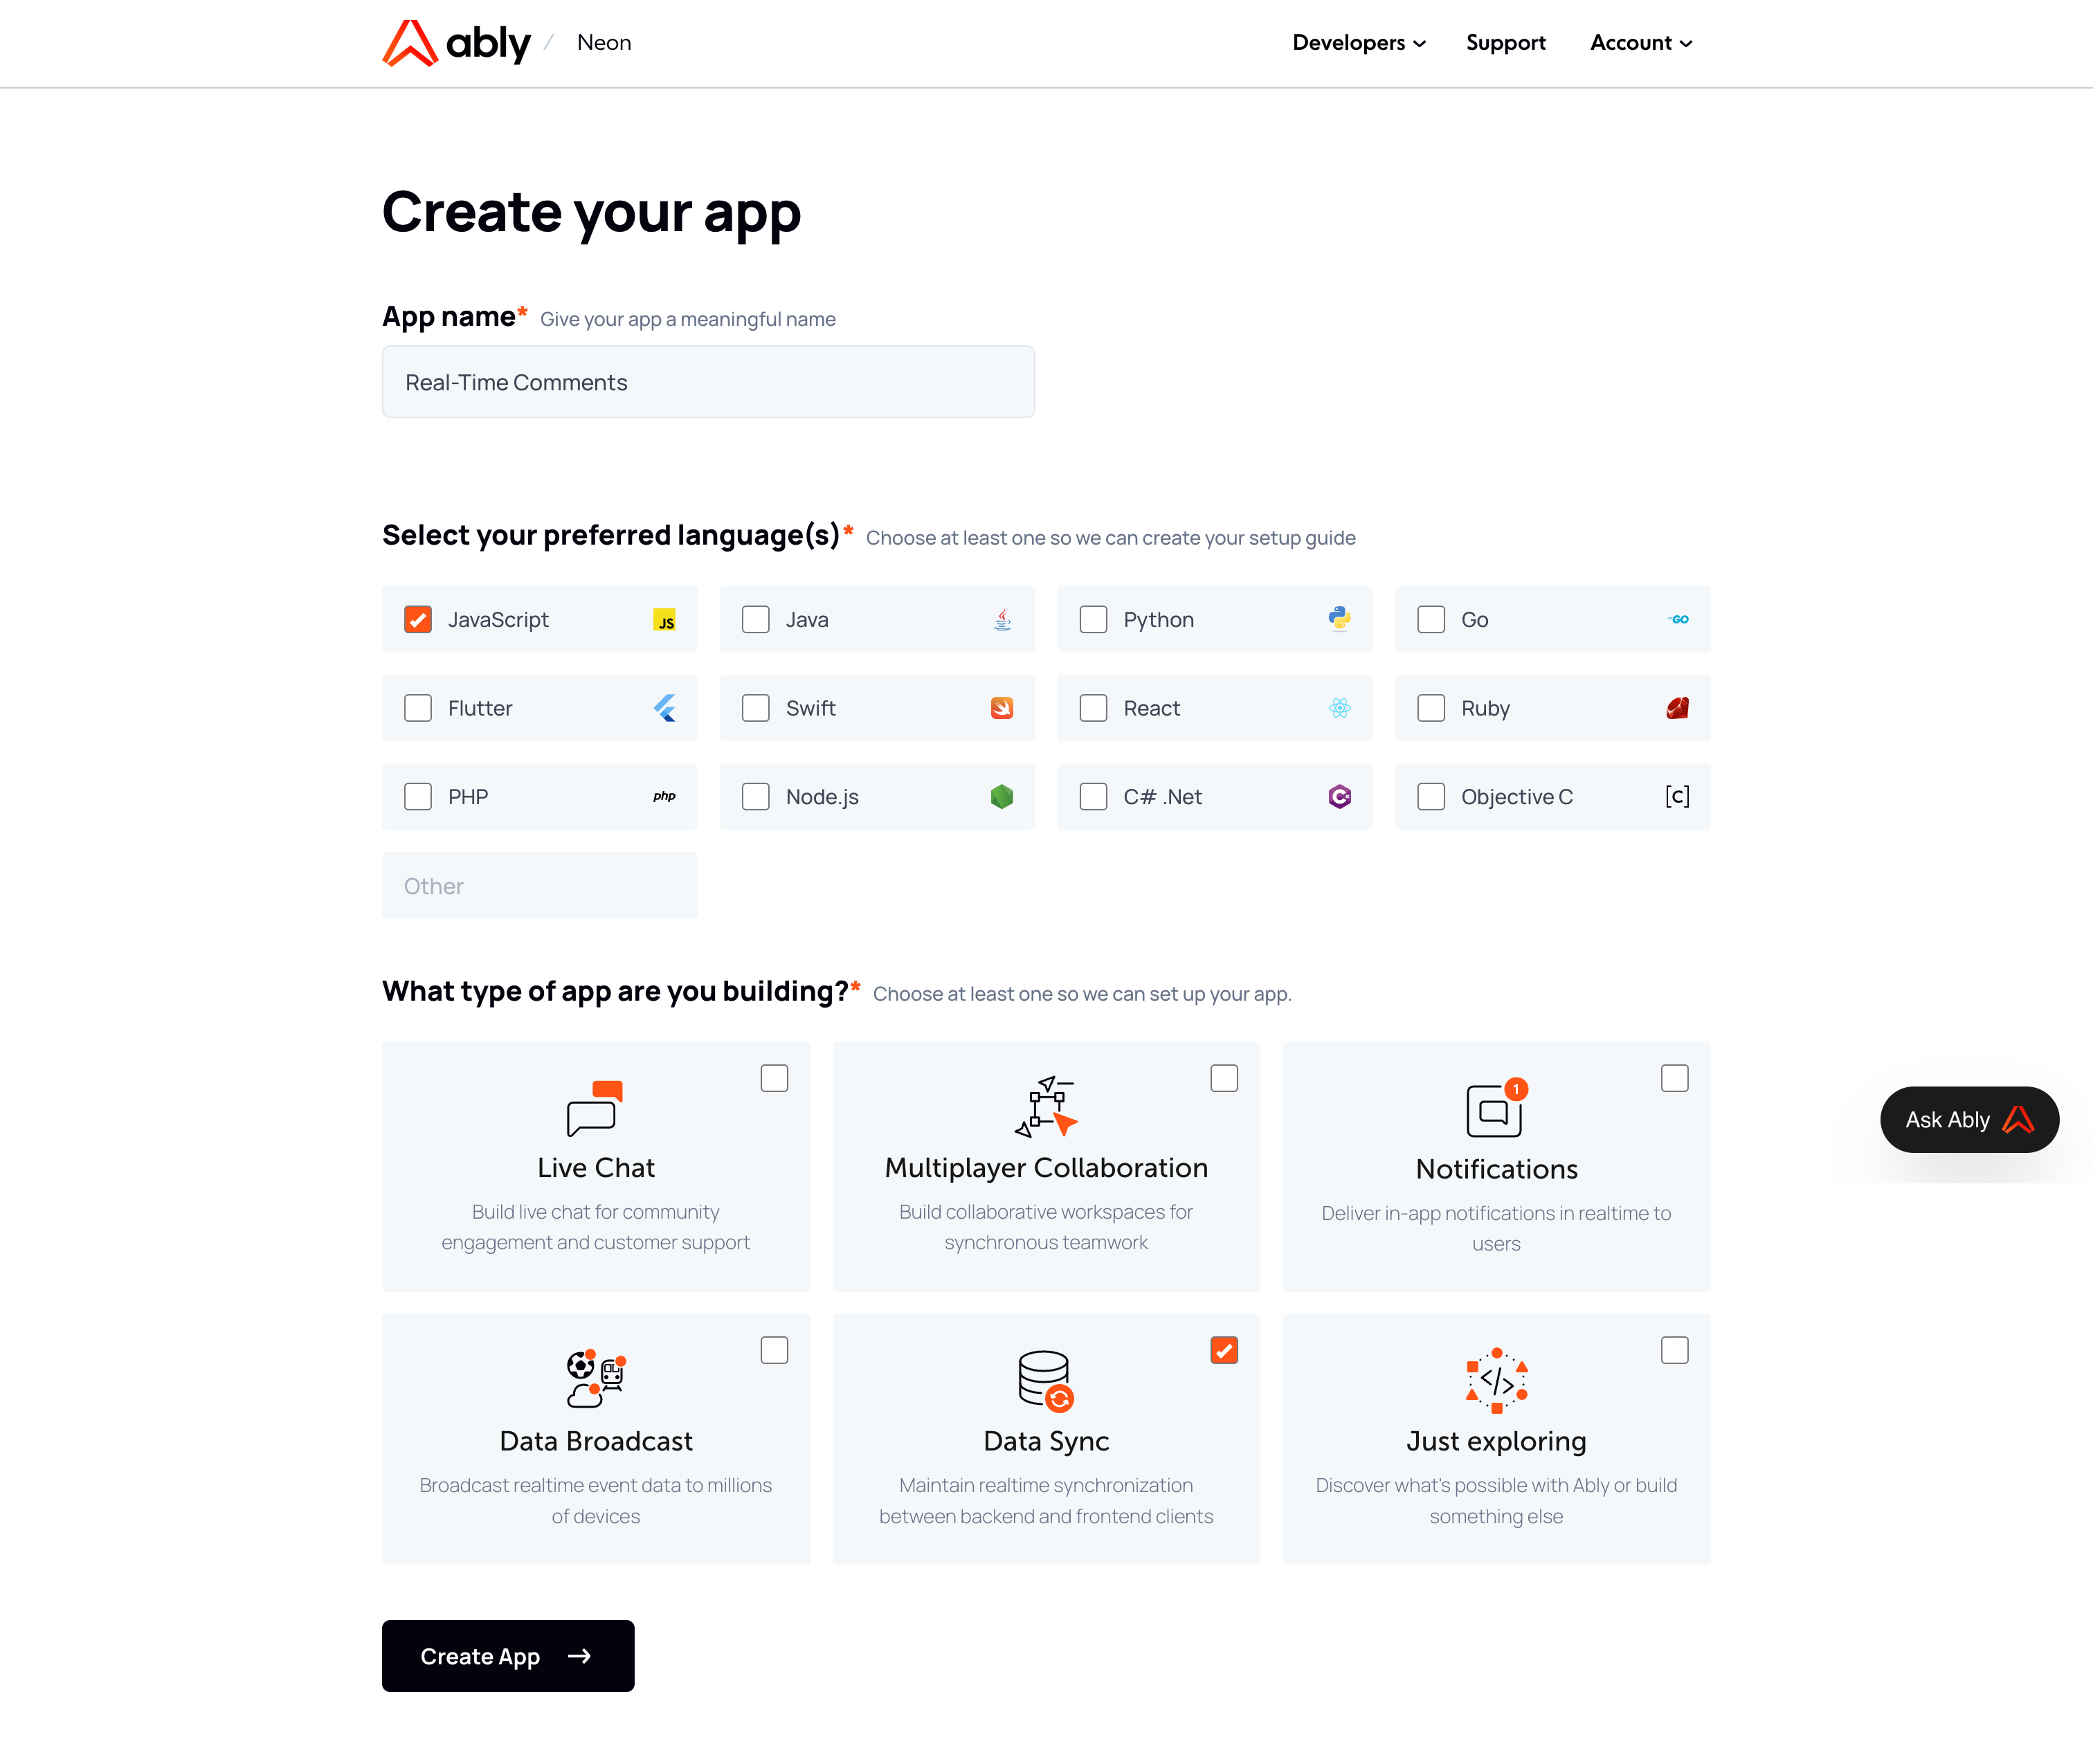 ably / Neon Developers Support Account
Create your app
App name* Give your app a meaningful name
Real-Time Comments
Select your preferred language(s)* Choose at least one so we can create your setup guide
JavaScript JS Java Python Go GO
Flutter Swift React Ruby
PHP php Node.js C# .Net C# Objective C [C]
Other
What type of app are you building?* Choose at least one so we can set up your app.
1
Live Chat
Build live chat for community
engagement and customer support
Multiplayer Collaboration
Build collaborative workspaces for
synchronous teamwork
Notifications
Deliver in-app notifications in realtime to
users
Ask Ably
Data Broadcast
Broadcast realtime event data to millions
of devices
Data Sync
Maintain realtime synchronization
between backend and frontend clients
</>
Just exploring
Discover what's possible with Ably or build
something else
Create App →